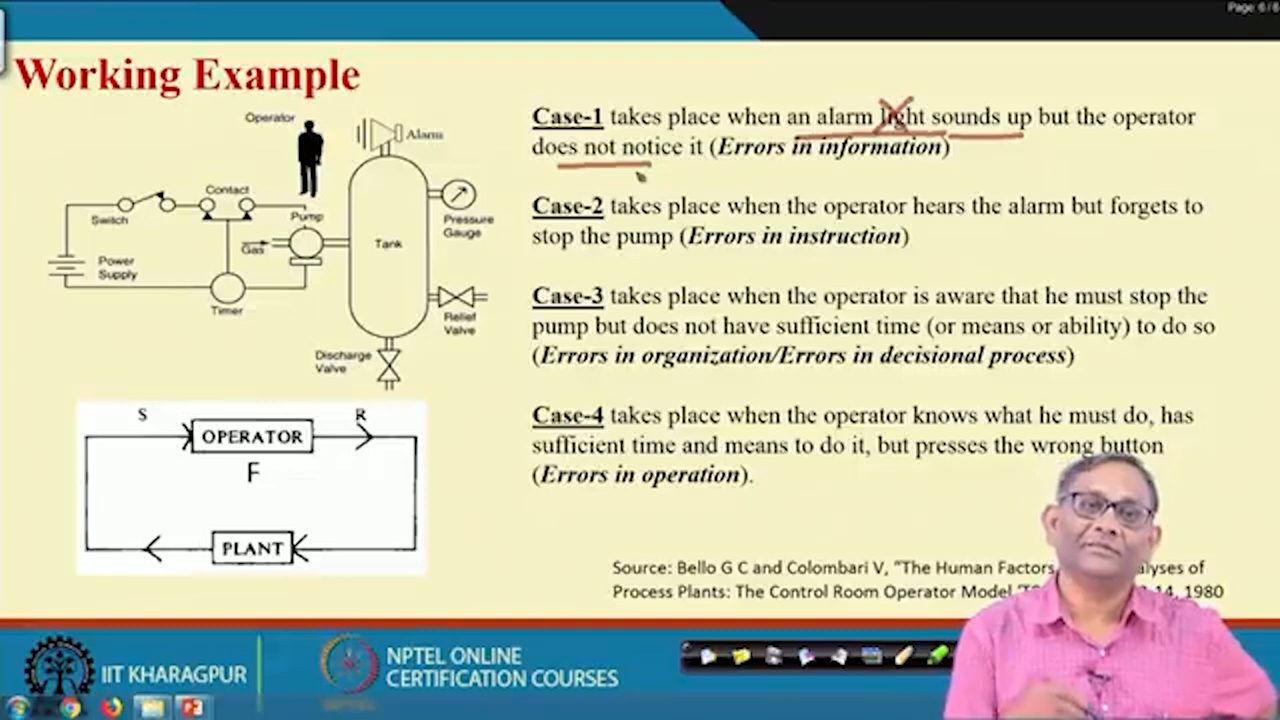 Page: 6 / 6
Working Example
Operator
Alarm
Contact
Switch
Pump
Pressure
Gauge
Gas
Tank
Power
Supply
Timer
Relief
Valve
Discharge
Valve
S
R
OPERATOR
F
PLANT
Case-1 takes place when an alarm light sounds up but the operator
does not notice it (Errors in information)
Case-2 takes place when the operator hears the alarm but forgets to
stop the pump (Errors in instruction)
Case-3 takes place when the operator is aware that he must stop the
pump but does not have sufficient time (or means or ability) to do so
(Errors in organization/Errors in decisional process)
Case-4 takes place when the operator knows what he must do, has
sufficient time and means to do it, but presses the wrong button
(Errors in operation).
Source: Bello G C and Colombari V, "The Human Factors of
Process Plants: The Control Room Operator Model 14, 1980
IIT KHARAGPUR
NPTEL ONLINE
CERTIFICATION COURSES